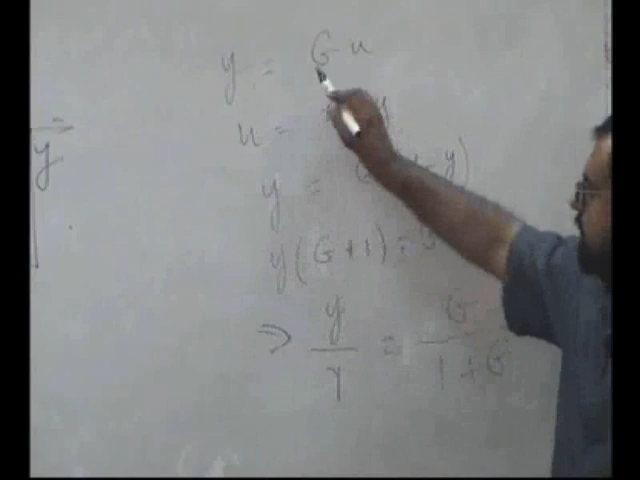 y
y = G u
u =
y = - y)
y(G+1) =
=> y/r = G/1+G